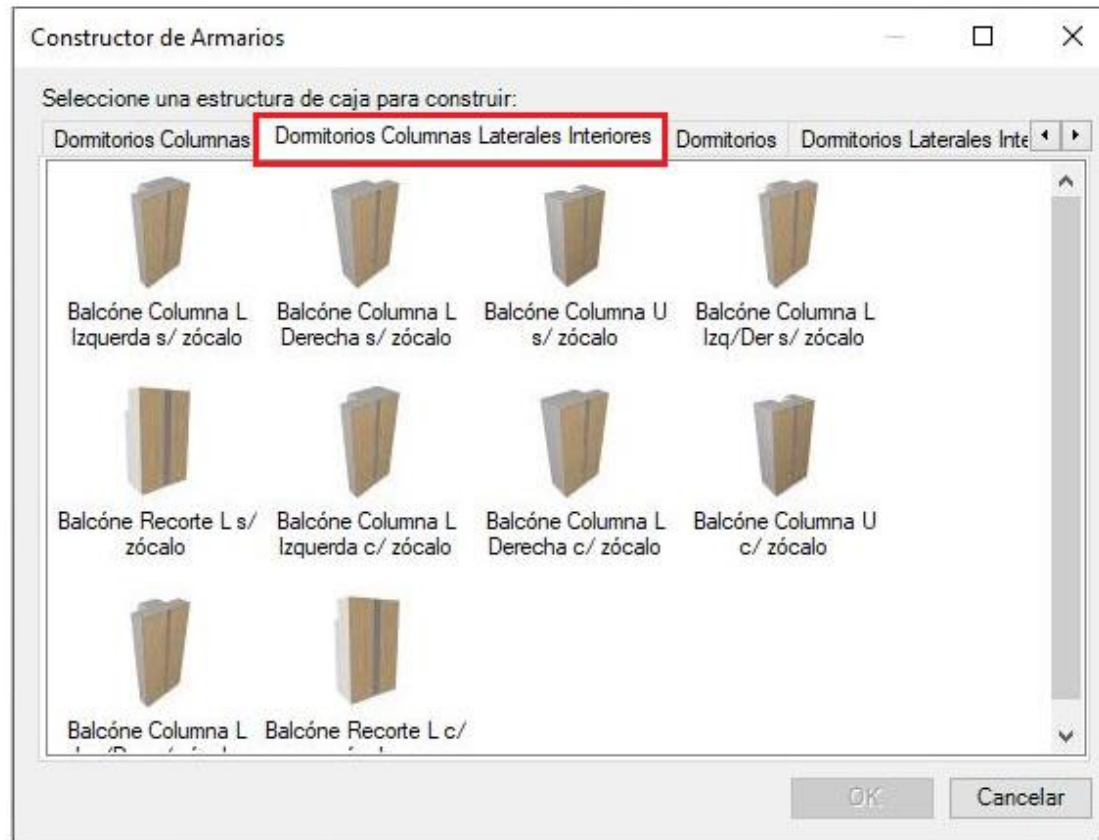 Constructor de Armarios
Seleccione una estructura de caja para construir:
Dormitorios Columnas Dormitorios Columnas Laterales Interiores Dormitorios Dormitorios Laterales Inte
Balcóne Columna L Balcóne Columna L Balcóne Columna U Balcóne Columna L
Izquerda s/ zócalo Derecha s/ zócalo s/ zócalo Izq/Der s/ zócalo
Balcóne Recorte L s/ Balcóne Columna L Balcóne Columna L Balcóne Columna U
zócalo Izquerda c/ zócalo Derecha c/ zócalo c/ zócalo
Balcóne Columna L Balcóne Recorte L c/
OK Cancelar